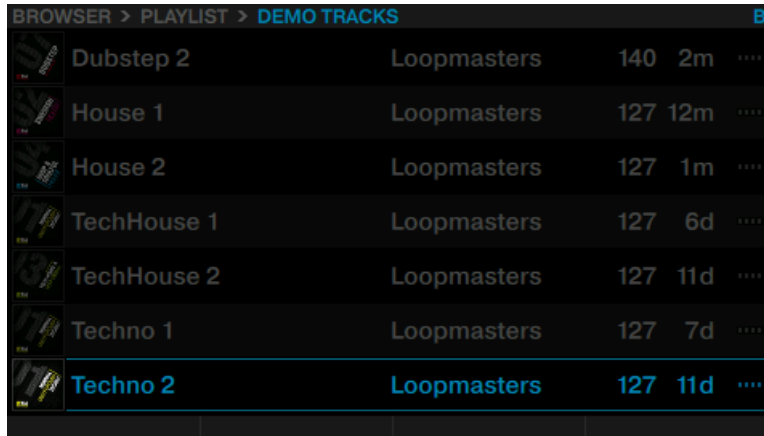 BROWSER > PLAYLIST > DEMO TRACKS B
Dubstep 2 Loopmasters 140 2m
House 1 Loopmasters 127 12m
House 2 Loopmasters 127 1m
TechHouse 1 Loopmasters 127 6d
TechHouse 2 Loopmasters 127 11d
Techno 1 Loopmasters 127 7d
Techno 2 Loopmasters 127 11d